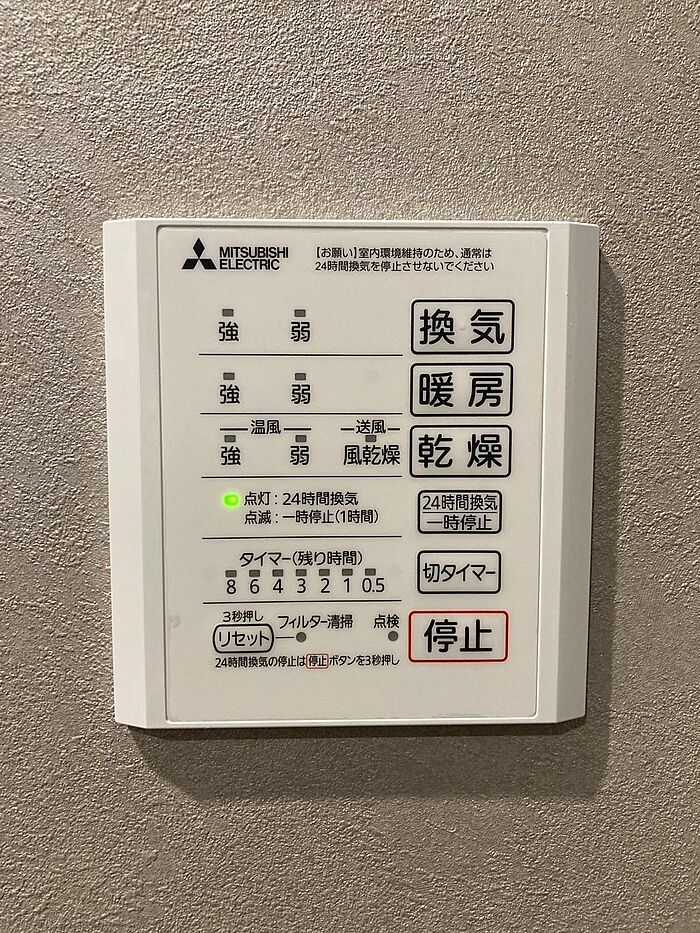 MITSUBISHI
ELECTRIC
【お願い】室内環境維持のため、通常は
24時間換気を停止させないでください
強 弱 換気
強 弱 暖房
温風 送風
強 弱 風乾燥 乾燥
点灯:24時間換気
点滅:一時停止(1時間)
24時間換気
一時停止
タイマー(残り時間)
8 6 4 3 2 1 0.5
切タイマー
3秒押し
リセット フィルター清掃 点検
停止
24時間換気の停止は停止ボタンを3秒押し